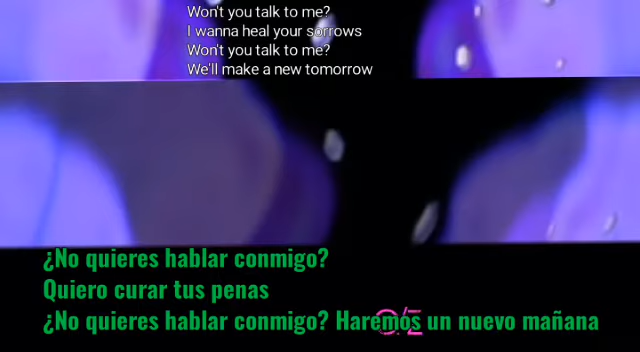 Won't you talk to me?
I wanna heal your sorrows
Won't you talk to me?
We'll make a new tomorrow
¿No quieres hablar conmigo?
Quiero curar tus penas
¿No quieres hablar conmigo? Haremos un nuevo mañana